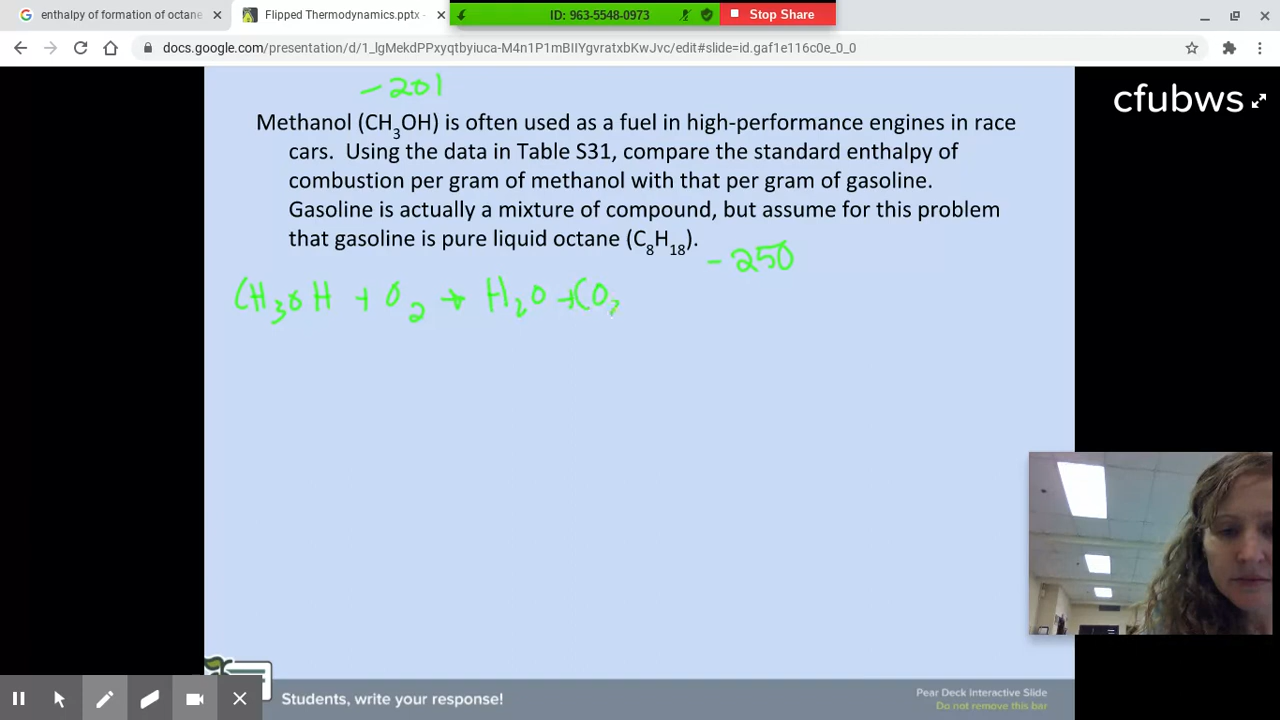 enthalpy of formation of octane
Flipped Thermodynamics.pptx -
ID: 963-5548-0973
Stop Share
docs.google.com/presentation/d/1_lgMekdPPxyqtbyiuca-M4n1P1mBIIYgvratxbKwJvc/edit#slide=id.gaf1e116c0e_0_0
cfubws
-201
Methanol (CH3OH) is often used as a fuel in high-performance engines in race
cars. Using the data in Table S31, compare the standard enthalpy of
combustion per gram of methanol with that per gram of gasoline.
Gasoline is actually a mixture of compound, but assume for this problem
that gasoline is pure liquid octane (C8H18).
-250
CH3OH + O2 → H2O + CO2
Students, write your response!
Pear Deck Interactive Slide
Do not remove this bar